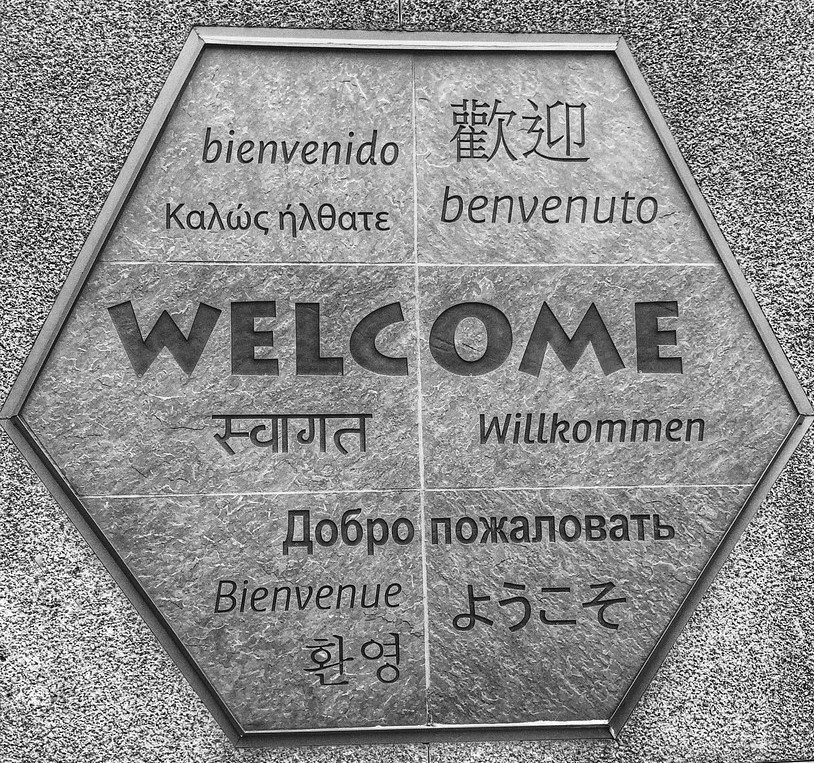 bienvenido
歡迎
Καλώς ήλθατε
benvenuto
WELCOME
स्वागत
Willkommen
Добро пожаловать
Bienvenue
ようこそ
환영